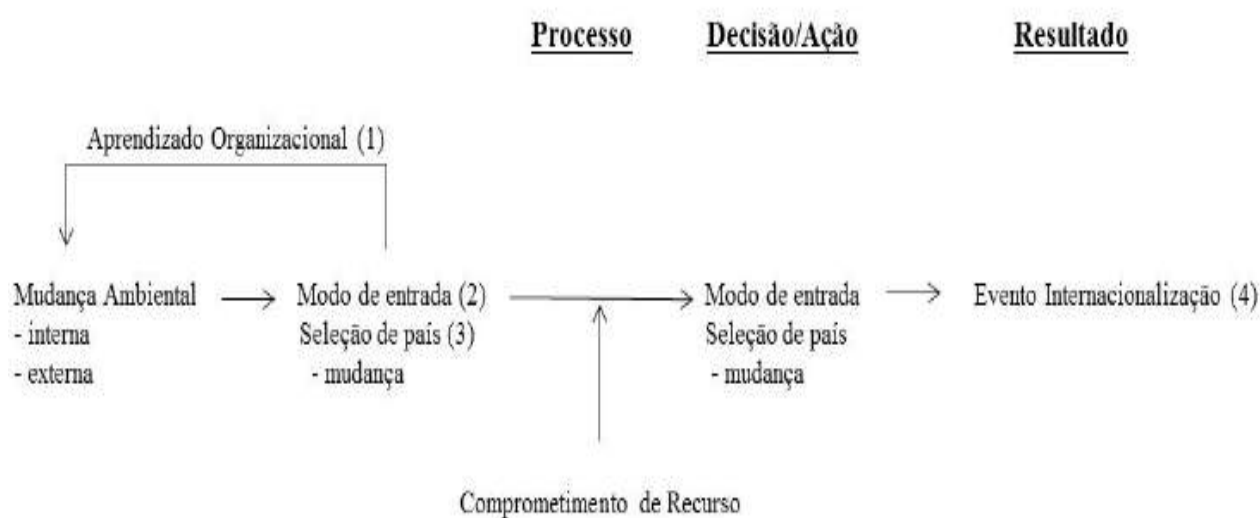 Processo Decisão/Ação Resultado
Aprendizado Organizacional (1)
Mudança Ambiental Modo de entrada (2) Modo de entrada Evento Internacionalização (4)
- interna Seleção de país (3) Seleção de país
- externa - mudança - mudança
Comprometimento de Recurso